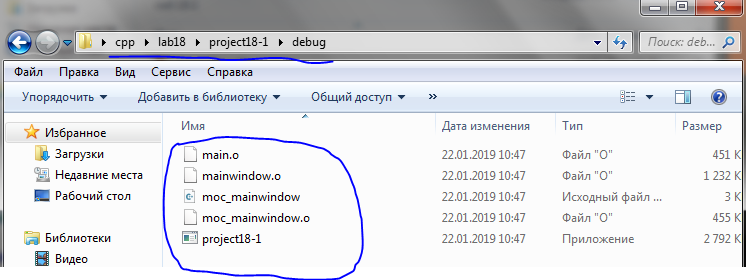 cpp lab18 project18-1 debug Поиск: deb...
Файл Правка Вид Сервис Справка
Упорядочить Добавить в библиотеку Общий доступ »
Избранное
Загрузки
Недавние места
Рабочий стол
Библиотеки
Видео
Имя Дата изменения Тип Размер
main.o 22.01.2019 10:47 Файл "O" 451 К
mainwindow.o 22.01.2019 10:47 Файл "O" 1 232 К
moc_mainwindow 22.01.2019 10:47 Исходный файл ... 3 К
moc_mainwindow.o 22.01.2019 10:47 Файл "O" 455 К
project18-1 22.01.2019 10:47 Приложение 2 792 К